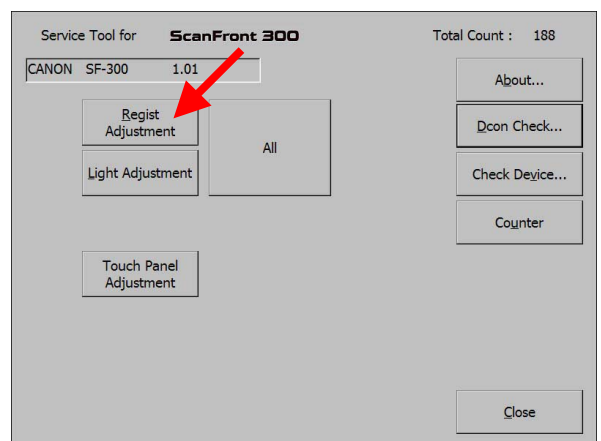 Service Tool for ScanFront 300 Total Count : 188
CANON SF-300 1.01
About...
Regist
Adjustment
All
Dcon Check...
Light Adjustment
Check Device...
Counter
Touch Panel
Adjustment
Close